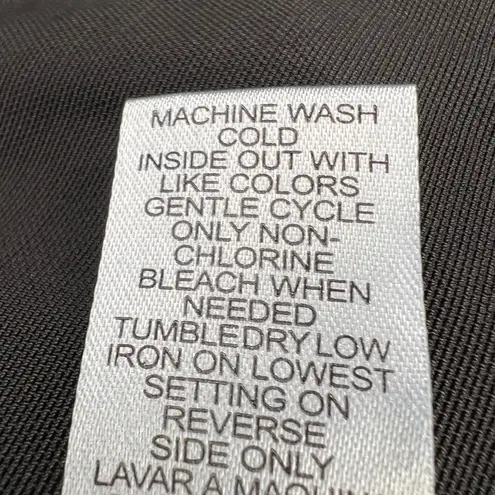 MACHINE WASH
COLD
INSIDE OUT WITH
LIKE COLORS
GENTLE CYCLE
ONLY NON-
CHLORINE
BLEACH WHEN
NEEDED
TUMBLEDRY LOW
IRON ON LOWEST
SETTING ON
REVERSE
SIDE ONLY
LAVAR A